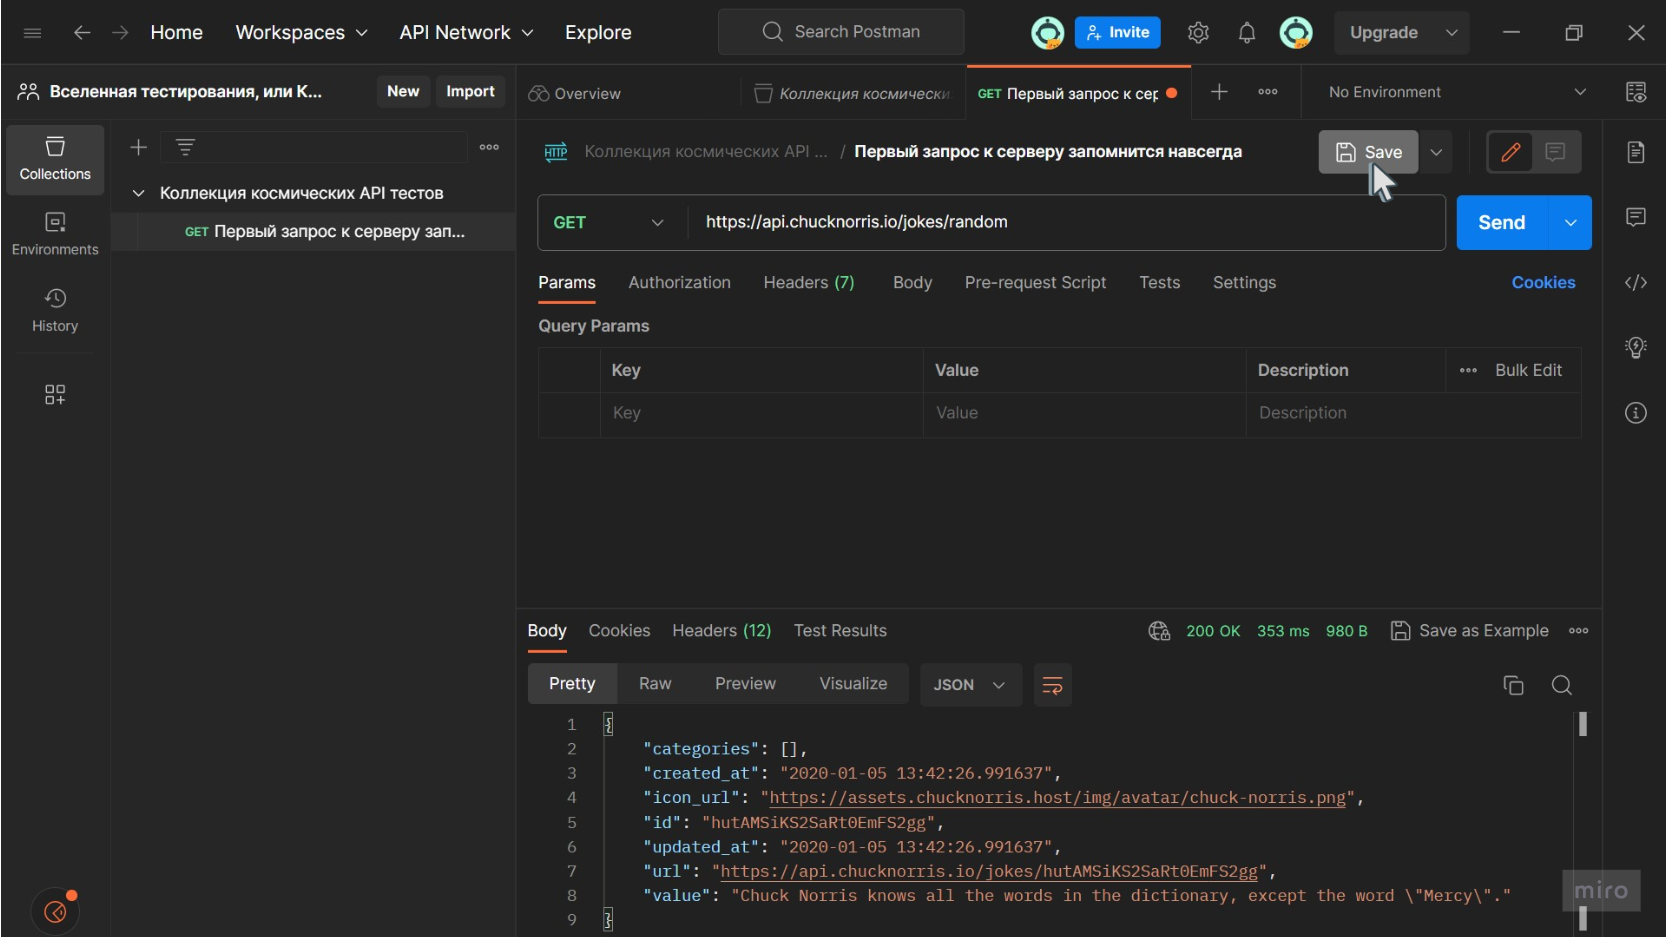 Home Workspaces API Network Explore Search Postman Invite Upgrade
Вселенная тестирования, или К... New Import Overview Коллекция космически GET Первый запрос к сер No Environment
HTTP Коллекция космических API ... / Первый запрос к серверу запомнится навсегда Save
Collections
Коллекция космических API тестов
GET Первый запрос к серверу зап...
Environments
History
GET https://api.chucknorris.io/jokes/random Send
Params Authorization Headers (7) Body Pre-request Script Tests Settings Cookies
Query Params
Key Value Description Bulk Edit
Key Value Description
Body Cookies Headers (12) Test Results 200 OK 353 ms 980 B Save as Example
Pretty Raw Preview Visualize JSON
1 {
2 "categories": [],
3 "created_at": "2020-01-05 13:42:26.991637",
4 "icon_url": "https://assets.chucknorris.host/img/avatar/chuck-norris.png",
5 "id": "hutAMSiKS2SaRt0EmFS2gg",
6 "updated_at": "2020-01-05 13:42:26.991637",
7 "url": "https://api.chucknorris.io/jokes/hutAMSiKS2SaRt0EmFS2gg",
8 "value": "Chuck Norris knows all the words in the dictionary, except the word \"Mercy\"."
9 }
miro